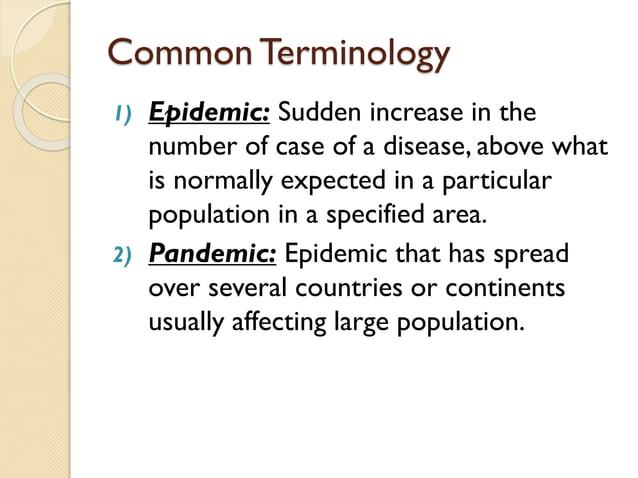 Common Terminology
1) Epidemic: Sudden increase in the
number of case of a disease, above what
is normally expected in a particular
population in a specified area.
2) Pandemic: Epidemic that has spread
over several countries or continents
usually affecting large population.